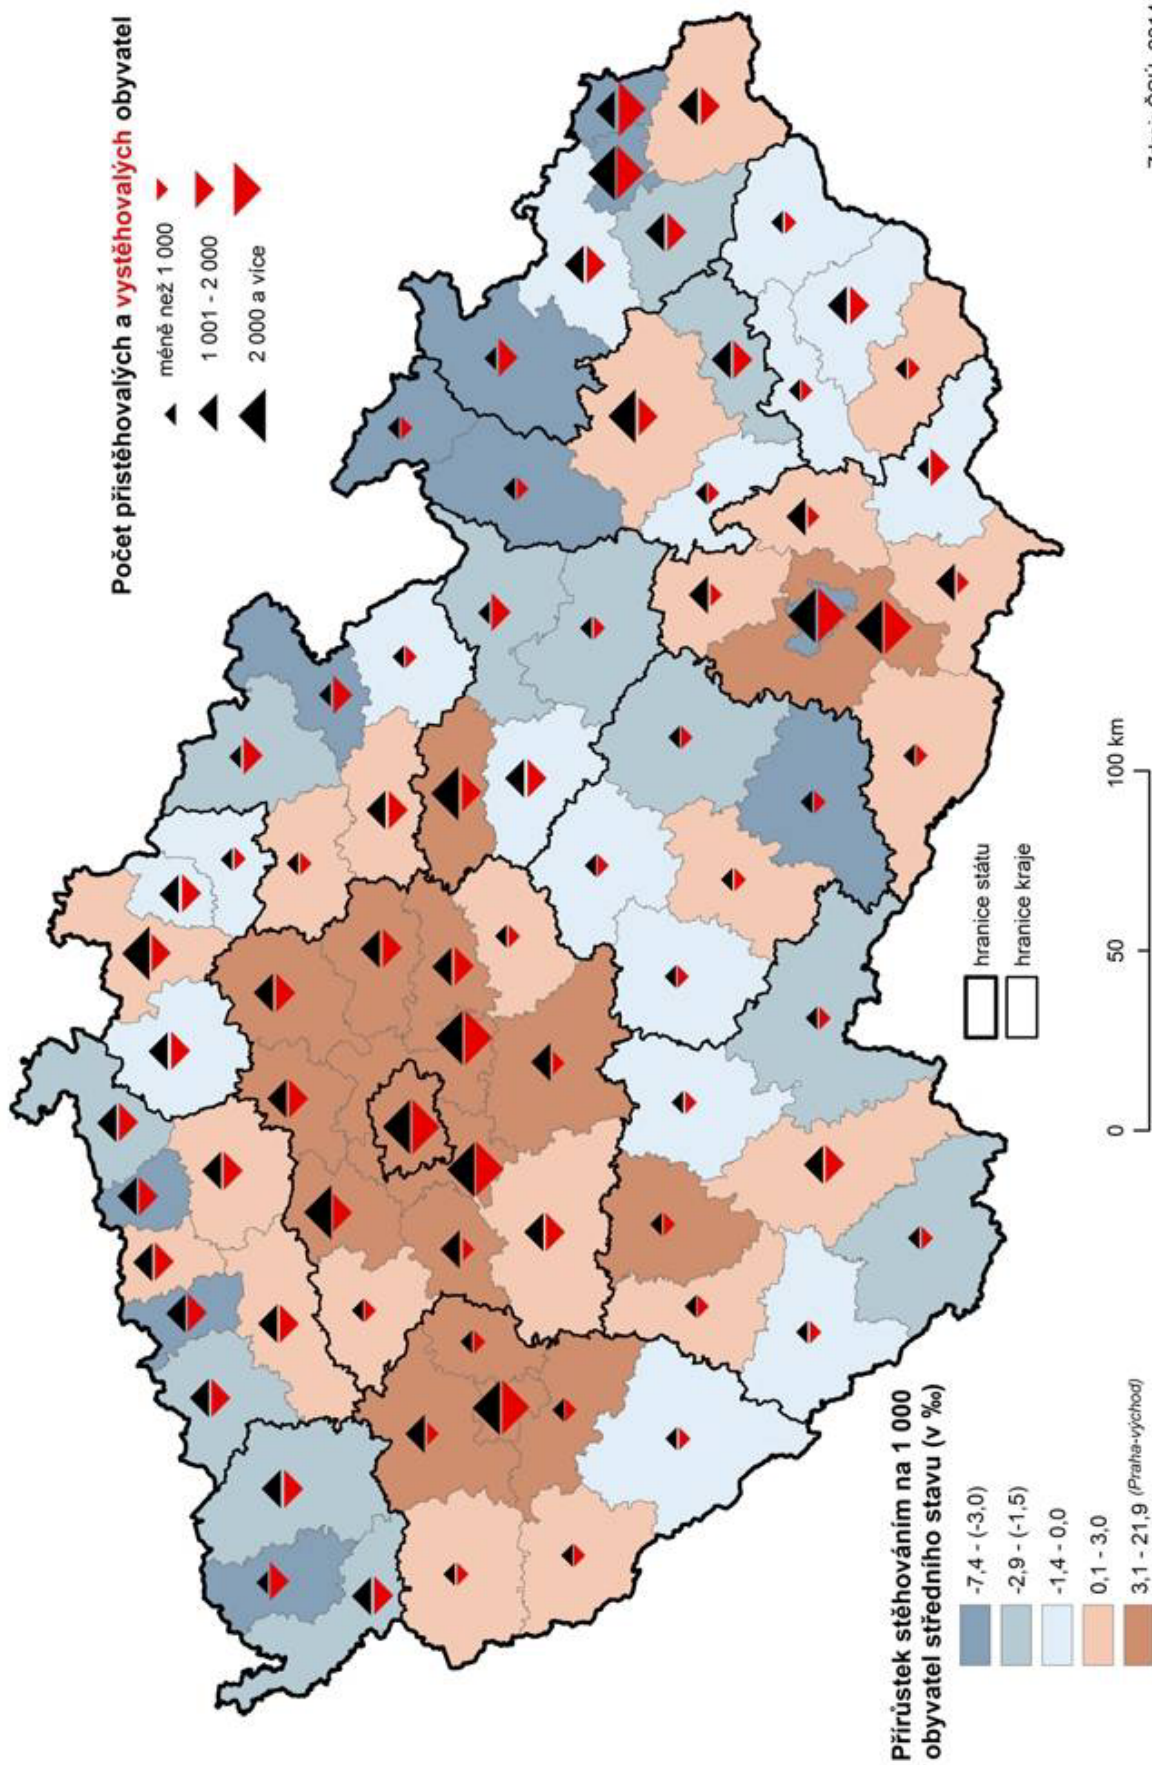 Počet přistěhovalých a vystěhovalých obyvatel
méně než 1 000
1 001 - 2 000
2 000 a více
Přírůstek stěhováním na 1 000
obyvatel středního stavu (v ‰)
-7,4 - (-3,0)
-2,9 - (-1,5)
-1,4 - 0,0
0,1 - 3,0
3,1 - 21,9 (Praha-východ)
hranice státu
hranice kraje
0 50 100 km